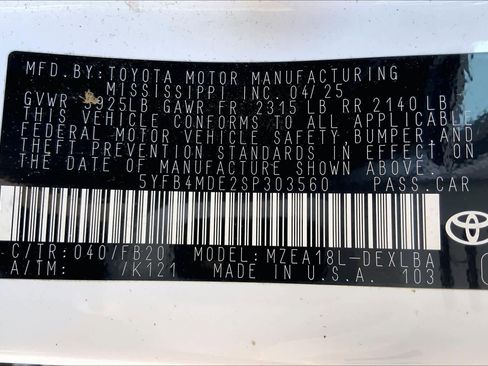 MFD.BY:TOYOTA MOTOR MANUFACTURING
MISSISSIPPI INC.04/25
GVWR 3925LB GAWR FR 2315 LB RR 2140 LB
THIS VEHICLE CONFORMS TO ALL APPLICABLE
FEDERAL MOTOR VEHICLE SAFETY,BUMPER AND
THEFT PREVENTION STANDARDS IN EFFECT ON
THE DATE OF MANUFACTURE SHOWN ABOVE.
5YFB4MDE2SP303560 PASS.CAR
C/TR:040/FB20 MODEL:MZEA18L-DEXLBA
A/TM: /K121 MADE IN U.S.A. 103
TOYOTA